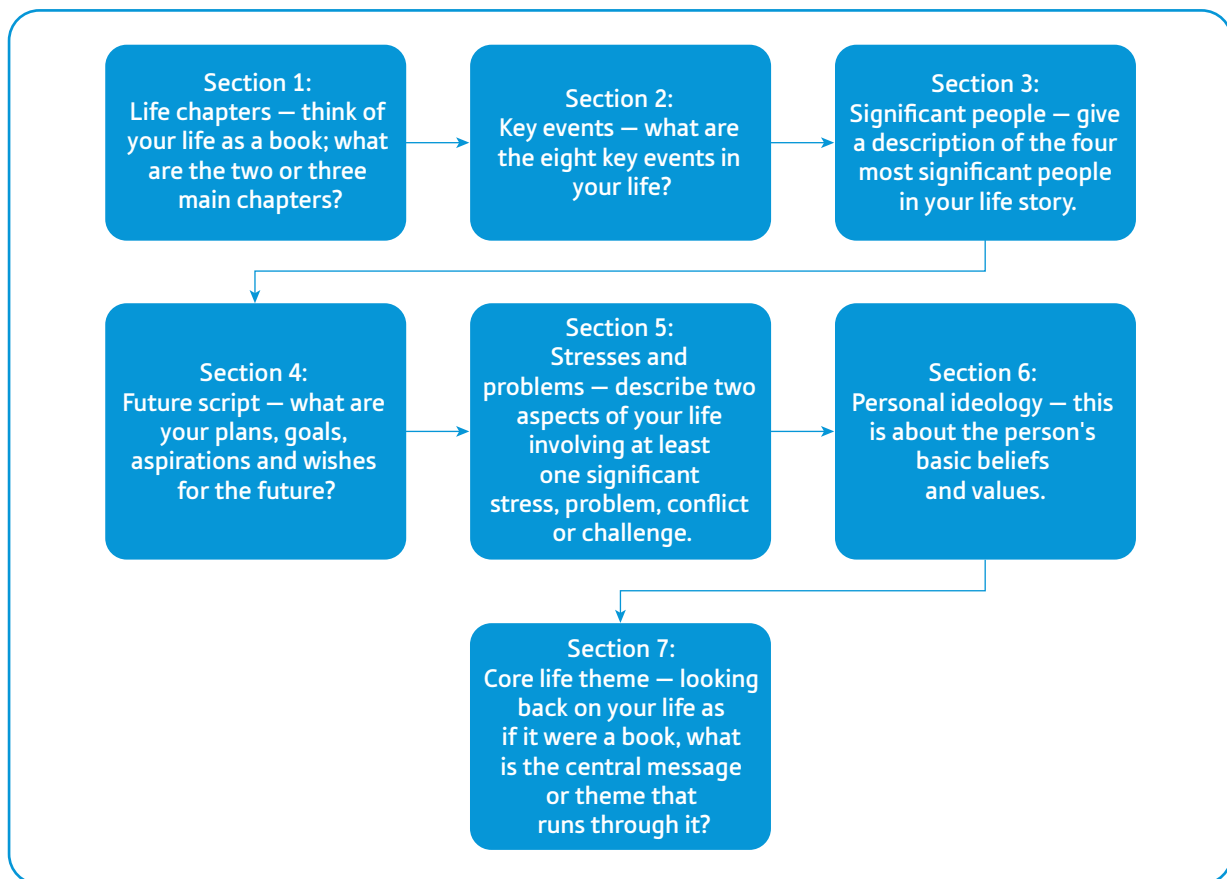 Section 1:
Life chapters — think of
your life as a book; what
are the two or three
main chapters?
Section 2:
Key events — what are
the eight key events in
your life?
Section 3:
Significant people — give
a description of the four
most significant people
in your life story.
Section 4:
Future script — what are
your plans, goals,
aspirations and wishes
for the future?
Section 5:
Stresses and
problems — describe two
aspects of your life
involving at least
one significant
stress, problem, conflict
or challenge.
Section 6:
Personal ideology — this
is about the person's
basic beliefs
and values.
Section 7:
Core life theme — looking
back on your life as
if it were a book, what
is the central message
or theme that
runs through it?